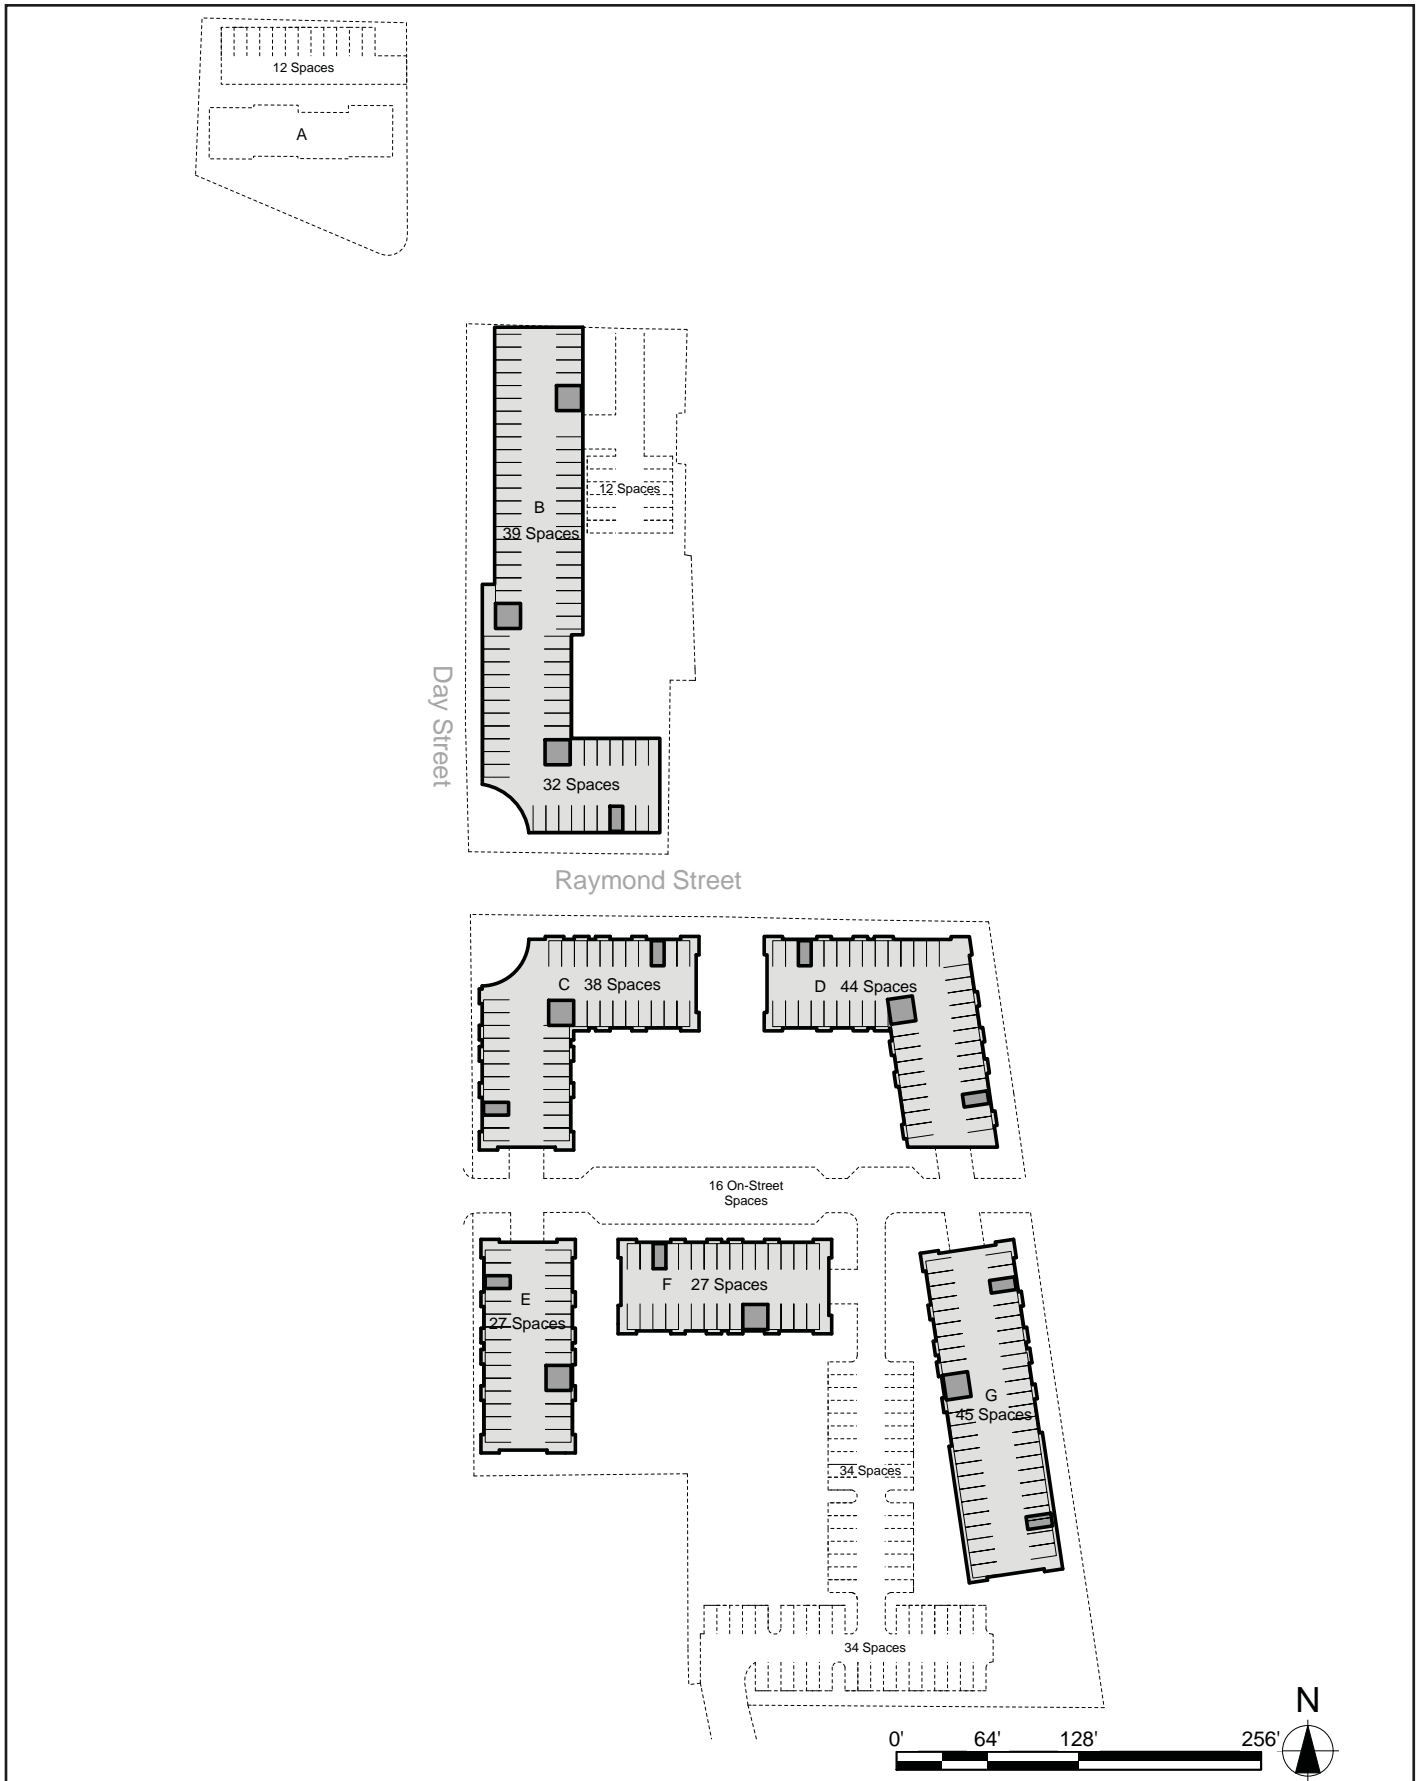 12 Spaces
A
B
39 Spaces
12 Spaces
Day Street
32 Spaces
Raymond Street
C 38 Spaces
D 44 Spaces
16 On-Street
Spaces
E
27 Spaces
F 27 Spaces
G
45 Spaces
34 Spaces
34 Spaces
N
0' 64' 128' 256'